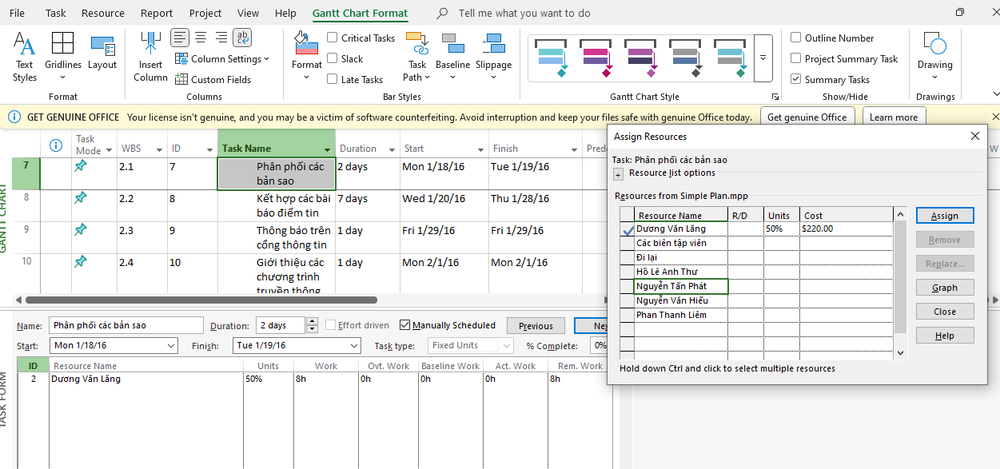 File Task Resource Report Project View Help Gantt Chart Format Tell me what you want to do
Text Styles
Gridlines
Layout
Format
Insert Column
ab
Column Settings
Custom Fields
Columns
Format
Critical Tasks
Slack
Late Tasks
Task Path
Baseline
Slippage
Bar Styles
Gantt Chart Style
Outline Number
Project Summary Task
Summary Tasks
Show/Hide
Drawing
Drawings
GET GENUINE OFFICE Your license isn't genuine, and you may be a victim of software counterfeiting. Avoid interruption and keep your files safe with genuine Office today. Get genuine Office Learn more
Task Mode WBS ID Task Name Duration Start Finish Pred W
7 2.1 7 Phân phối các bản sao 2 days Mon 1/18/16 Tue 1/19/16
8 2.2 8 Kết hợp các bài báo điểm tin 7 days Wed 1/20/16 Thu 1/28/16
9 2.3 9 Thông báo trên cổng thông tin 1 day Fri 1/29/16 Fri 1/29/16
10 2.4 10 Giới thiệu các chương trình truyền thông 1 day Mon 2/1/16 Mon 2/1/16
GANTT CHART
Assign Resources
Task: Phân phối các bản sao
+ Resource list options
Resources from Simple Plan.mpp
Resource Name R/D Units Cost
Dương Văn Lăng 50% $220.00
Các biên tập viên
Đi lại
Hồ Lê Anh Thư
Nguyễn Tấn Phát
Nguyễn Văn Hiếu
Phan Thanh Liêm
Assign
Remove
Replace...
Graph
Close
Help
Hold down Ctrl and click to select multiple resources
Name: Phân phối các bản sao Duration: 2 days Effort driven Manually Scheduled Previous Ne
Start: Mon 1/18/16 Finish: Tue 1/19/16 Task type: Fixed Units % Complete: 0%
ID Resource Name Units Work Ovt. Work Baseline Work Act. Work Rem. Work
2 Dương Văn Lăng 50% 8h 0h 0h 0h 8h
TASK FORM